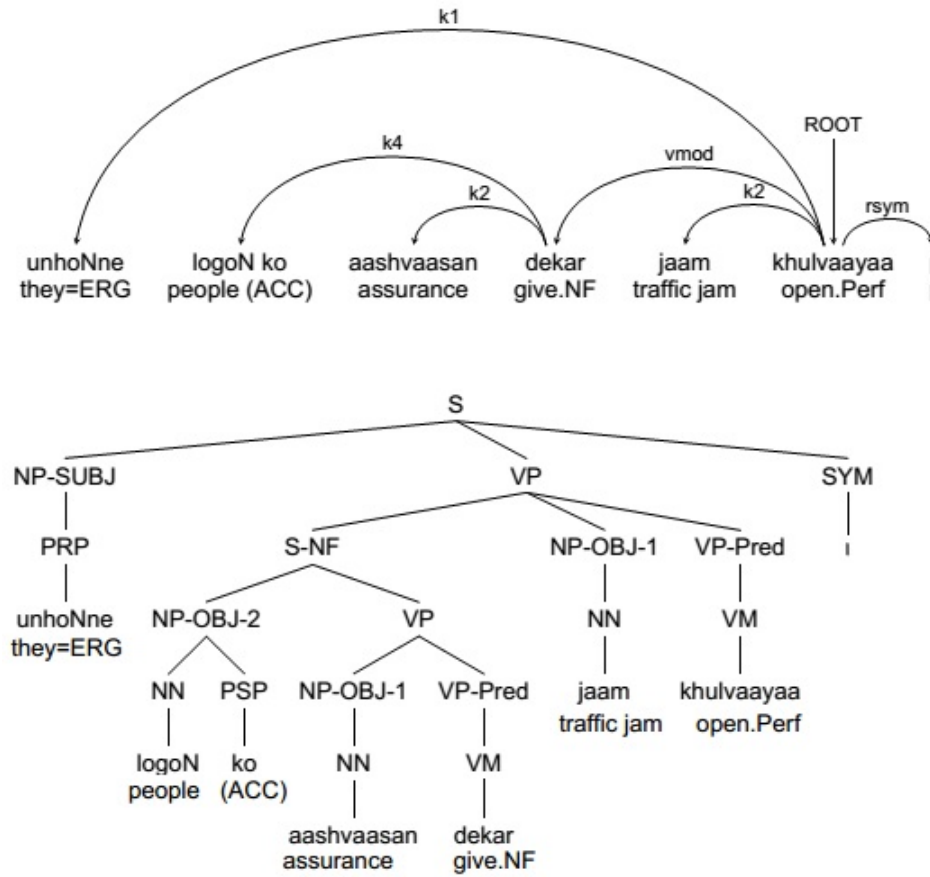 k1
ROOT
k4 vmod
k2 k2 rsym
unhoNne logoN ko aashvaasan dekar jaam khulvaayaa
they=ERG people (ACC) assurance give.NF traffic jam open.Perf
S
NP-SUBJ VP SYM
PRP S-NF NP-OBJ-1 VP-Pred ı
unhoNne NP-OBJ-2 VP NN VM
they=ERG
NN PSP NP-OBJ-1 VP-Pred jaam khulvaayaa
traffic jam open.Perf
logoN ko NN VM
people (ACC)
aashvaasan dekar
assurance give.NF